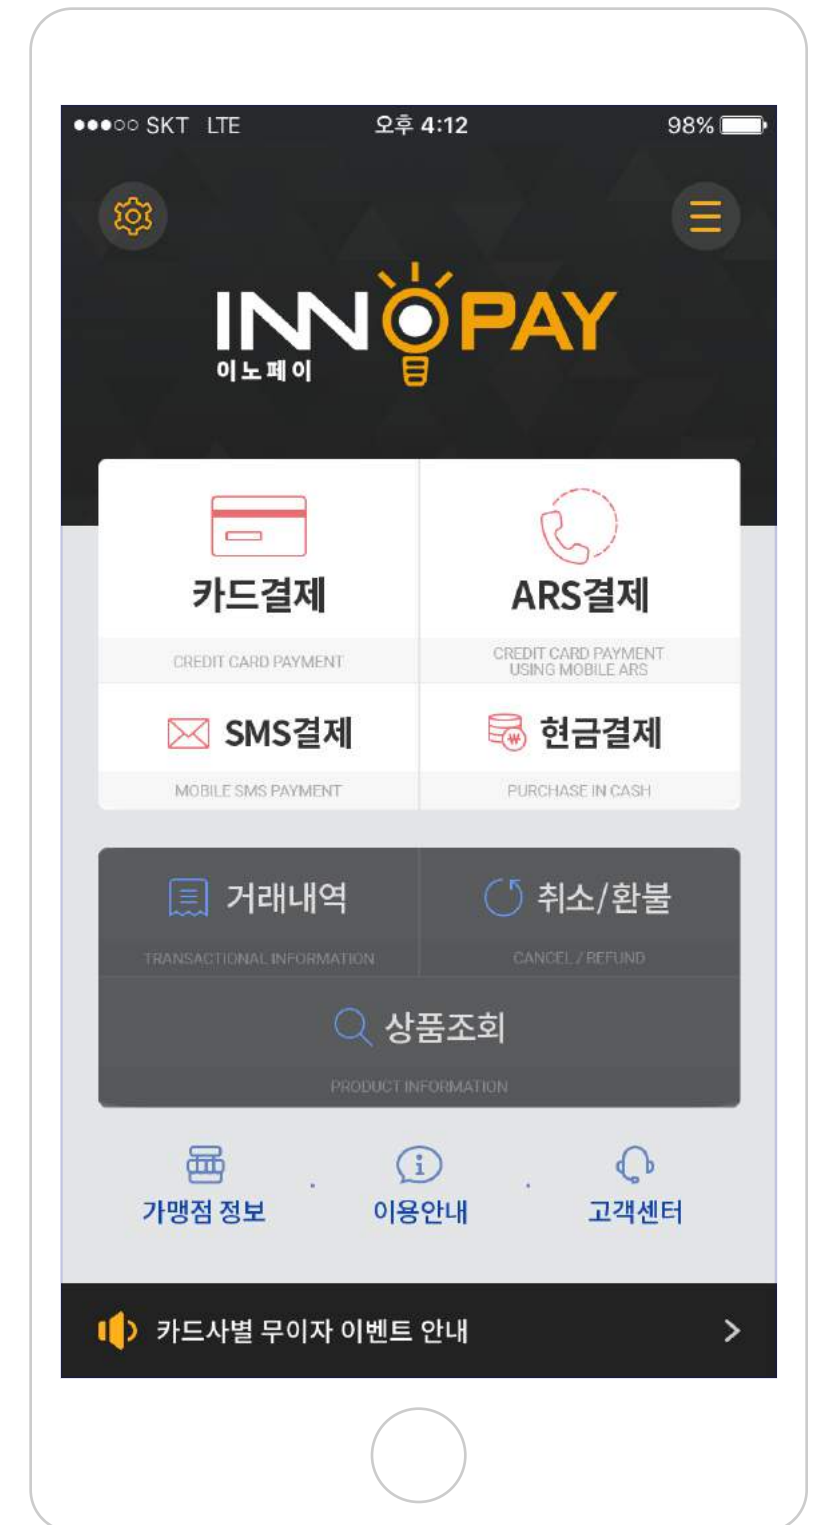 SKT LTE 오후 4:12 98%
INNOPAY
이노페이
카드결제 ARS결제
CREDIT CARD PAYMENT CREDIT CARD PAYMENT
USING MOBILE ARS
SMS결제 현금결제
MOBILE SMS PAYMENT PURCHASE IN CASH
거래내역 취소/환불
TRANSACTIONAL INFORMATION CANCEL / REFUND
상품조회
PRODUCT INFORMATION
가맹점 정보 이용안내 고객센터
카드사별 무이자 이벤트 안내